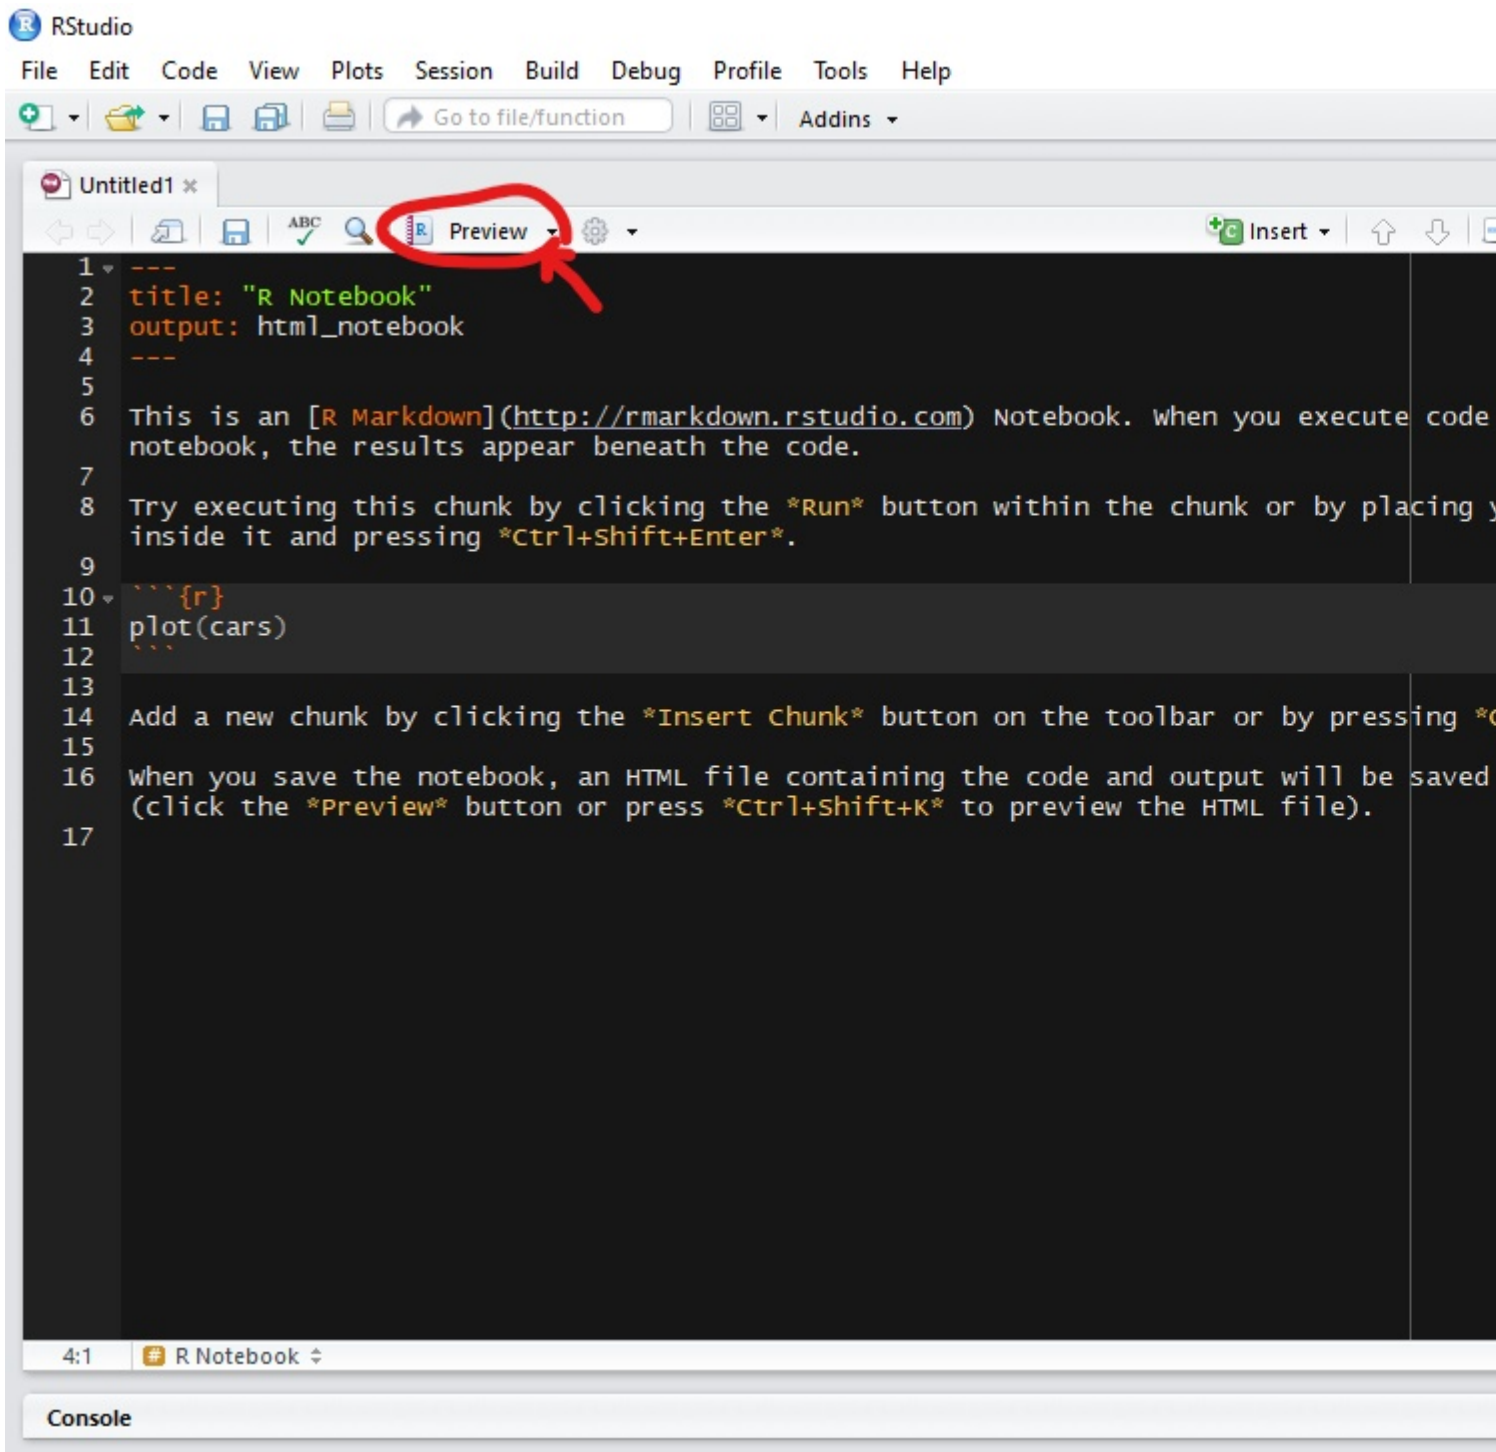 RStudio
File Edit Code View Plots Session Build Debug Profile Tools Help
Go to file/function Addins
Untitled1
ABC Preview Insert
1 ---
2 title: "R Notebook"
3 output: html_notebook
4 ---
5
6 This is an [R Markdown](http://rmarkdown.rstudio.com) Notebook. When you execute code
notebook, the results appear beneath the code.
7
8 Try executing this chunk by clicking the *Run* button within the chunk or by placing
inside it and pressing *Ctrl+Shift+Enter*.
9
10 ```{r}
11 plot(cars)
12 ```
13
14 Add a new chunk by clicking the *Insert Chunk* button on the toolbar or by pressing
15
16 When you save the notebook, an HTML file containing the code and output will be saved
(click the *Preview* button or press *Ctrl+Shift+K* to preview the HTML file).
17
4:1 # R Notebook
Console